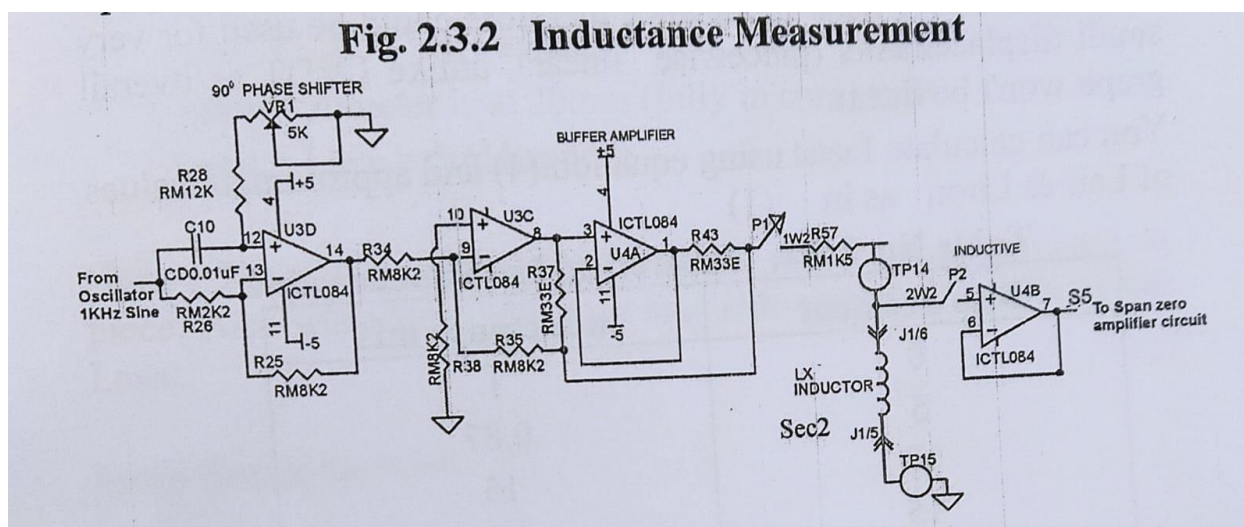 Fig. 2.3.2 Inductance Measurement
90° PHASE SHIFTER
VR1
5K
BUFFER AMPLIFIER
+5
R28
RM12K
+5
4
4
C10
12
U3D
10
U3C
ICTL084
P1
14
R34
8
3
1
R43
1W2
R57
INDUCTIVE
CD0.01uF
13
RM8K2
9
U4A
RM33E
RM1K5
TP14
P2
From
Oscillator
1KHz Sine
ICTL084
ICTL084
R37
2
2W2
5
U4B
7
S5
To Span zero
amplifier circuit
RM2K2
R26
11
-5
RM33E
11
-5
J1/6
6
ICTL084
R25
RM8K2
RM8K2
R38
R35
RM8K2
LX
INDUCTOR
Sec2
J1/5
TP15